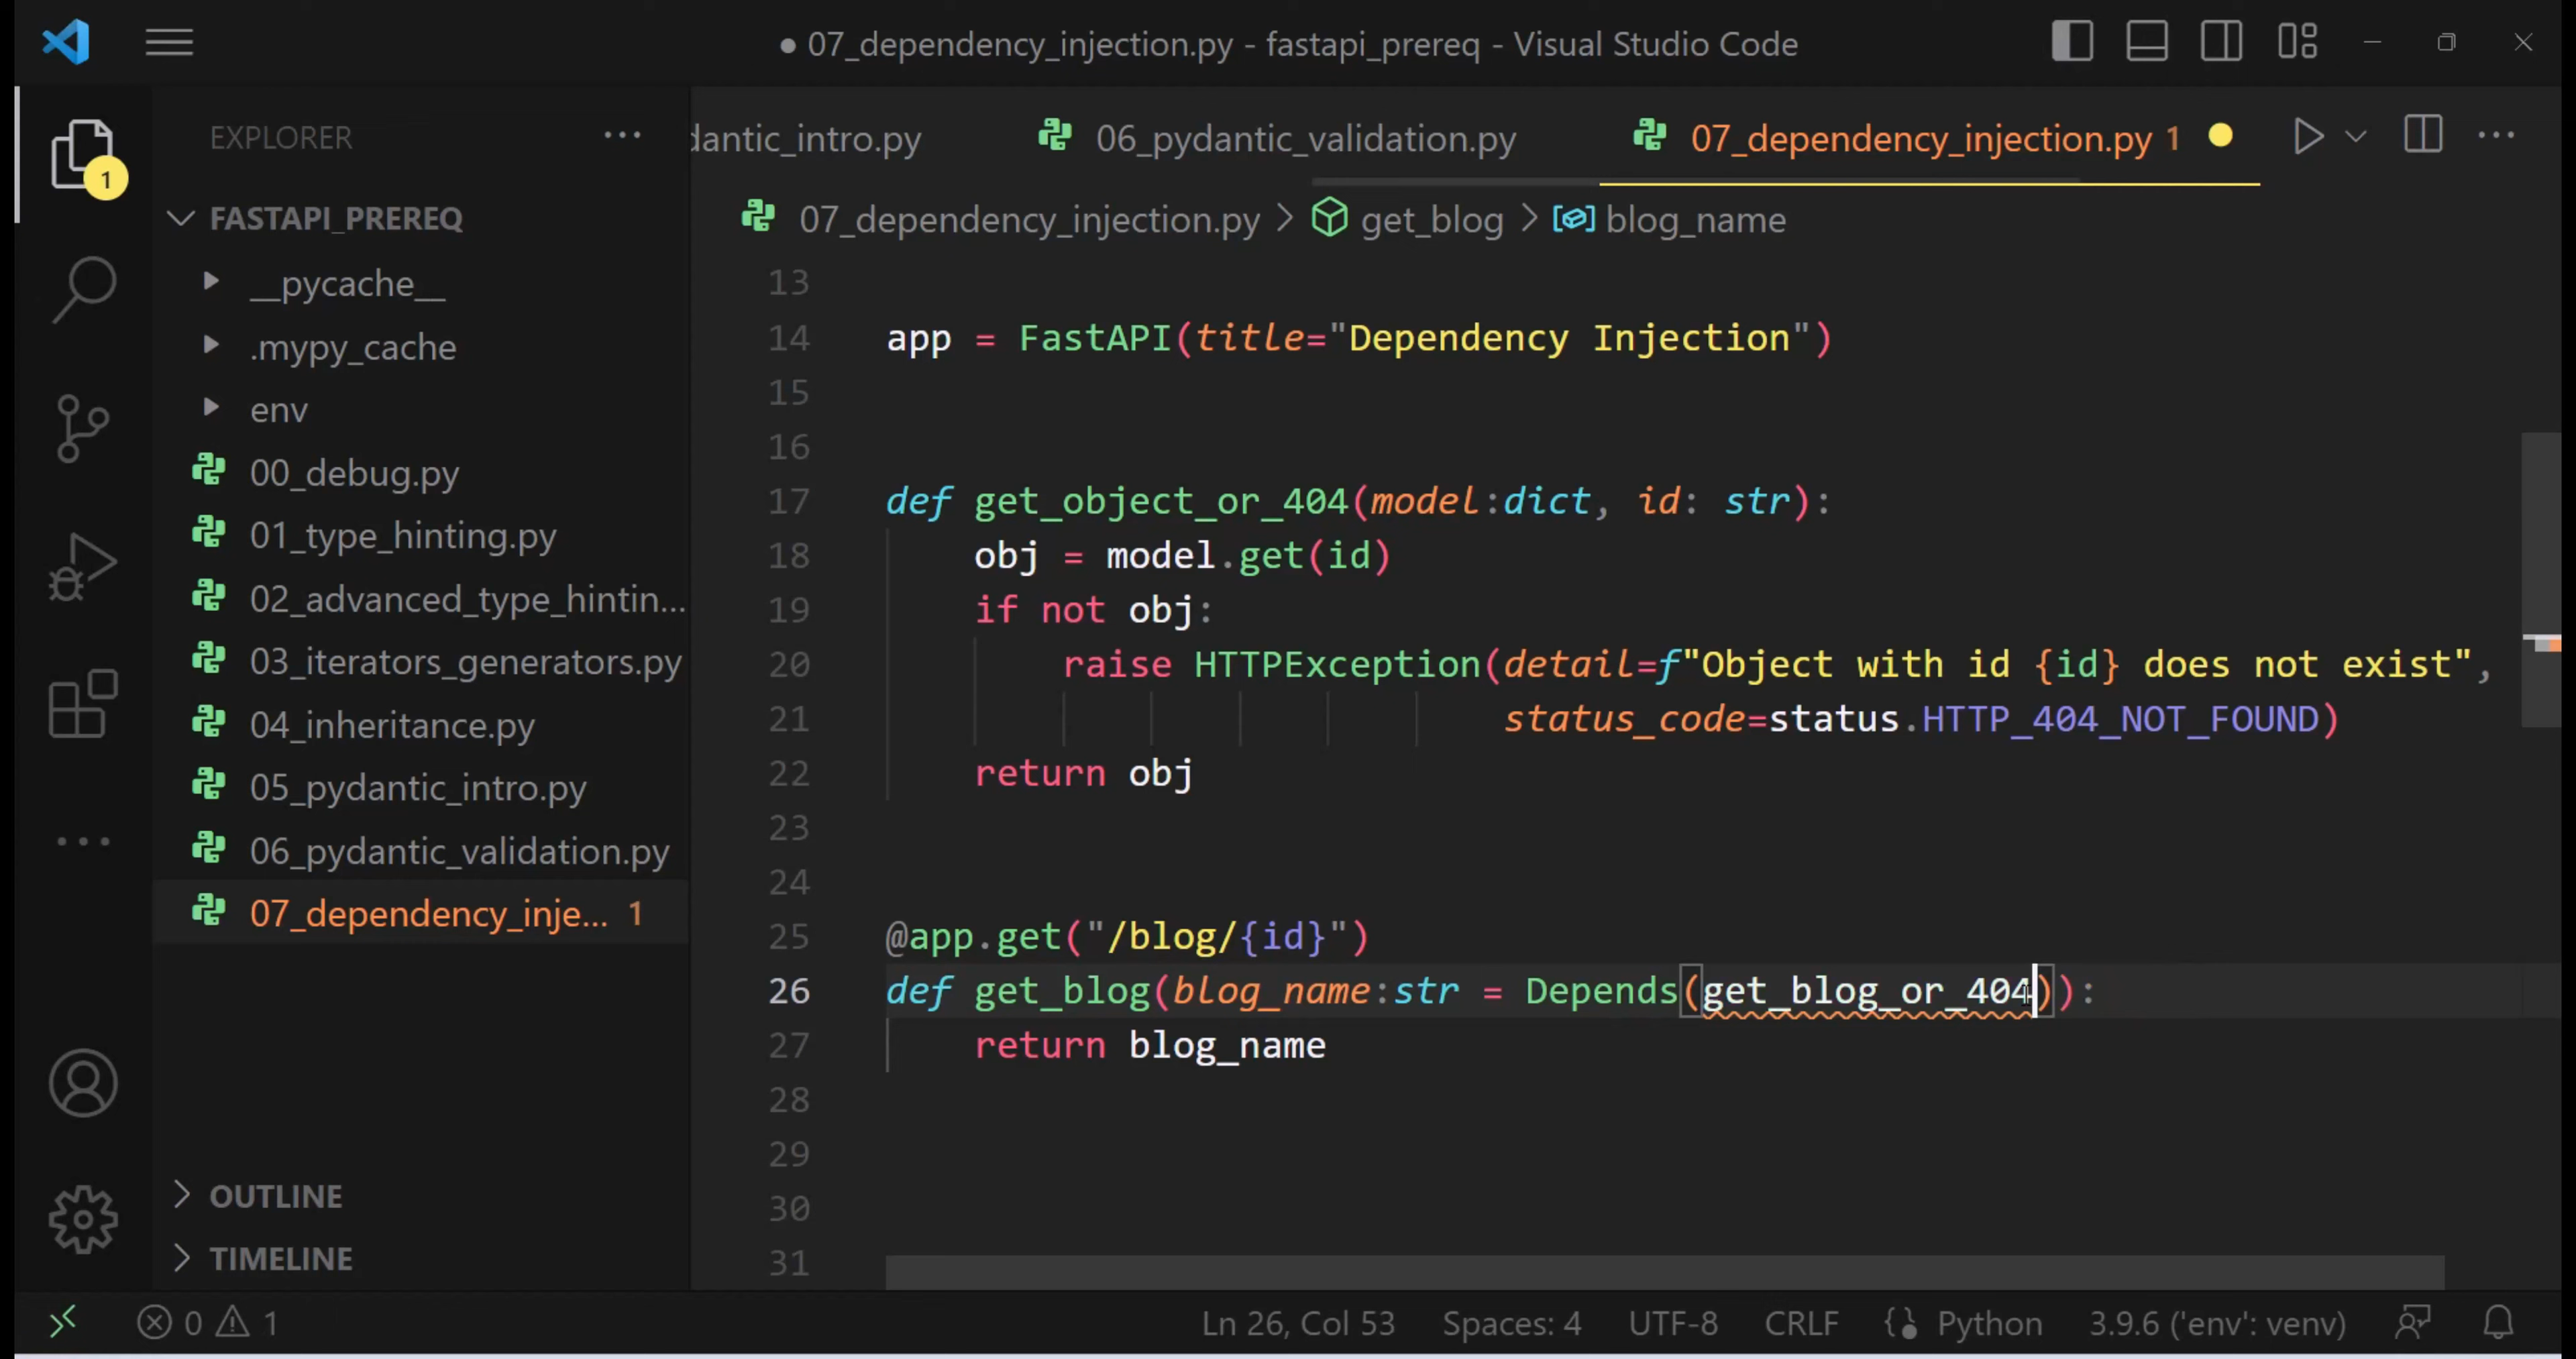 ● 07_dependency_injection.py - fastapi_prereq - Visual Studio Code
EXPLORER ···
dantic_intro.py 06_pydantic_validation.py 07_dependency_injection.py 1
1
FASTAPI_PREREQ
07_dependency_injection.py > get_blog > blog_name
__pycache__
.mypy_cache
env
00_debug.py
01_type_hinting.py
02_advanced_type_hintin...
03_iterators_generators.py
04_inheritance.py
05_pydantic_intro.py
06_pydantic_validation.py
07_dependency_inje... 1
OUTLINE
TIMELINE
13
14 app = FastAPI(title="Dependency Injection")
15
16
17 def get_object_or_404(model:dict, id: str):
18     obj = model.get(id)
19     if not obj:
20         raise HTTPException(detail=f"Object with id {id} does not exist",
21                             status_code=status.HTTP_404_NOT_FOUND)
22     return obj
23
24
25 @app.get("/blog/{id}")
26 def get_blog(blog_name:str = Depends(get_blog_or_404)):
27     return blog_name
28
29
30
31
0 1 Ln 26, Col 53 Spaces: 4 UTF-8 CRLF Python 3.9.6 ('env': venv)